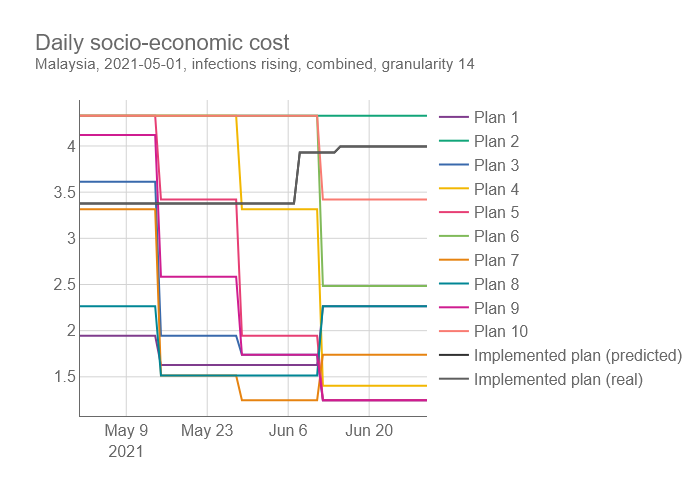 Daily socio-economic cost
Malaysia, 2021-05-01, infections rising, combined, granularity 14
4
3.5
3
2.5
2
1.5
May 9
2021
May 23
Jun 6
Jun 20
Plan 1
Plan 2
Plan 3
Plan 4
Plan 5
Plan 6
Plan 7
Plan 8
Plan 9
Plan 10
Implemented plan (predicted)
Implemented plan (real)